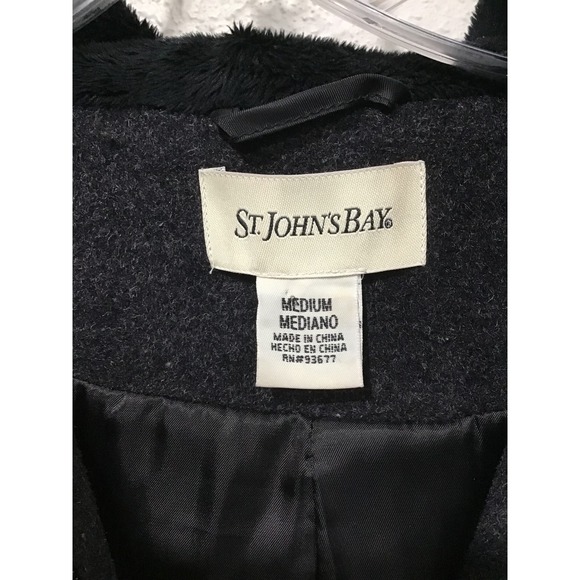 ST. JOHN'S BAY®
MEDIUM
MEDIANO
MADE IN CHINA
HECHO EN CHINA
RN#93677